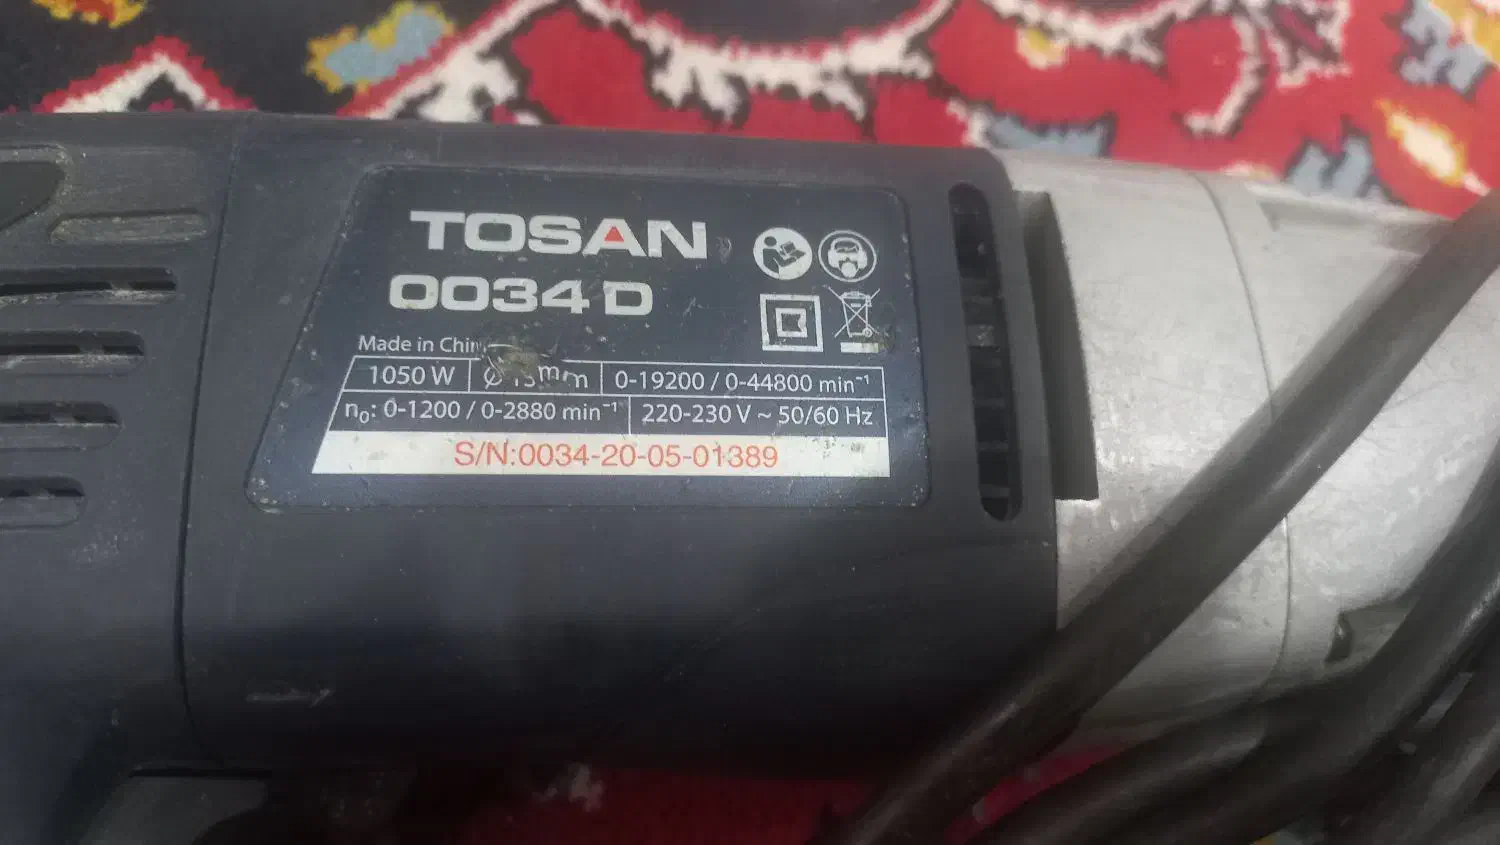 TOSAN
0034 D
Made in
1050 W
0-19200 / 0-44800 min⁻¹
n₀: 0-1200 / 0-2880 min⁻¹
220-230 V ~ 50/60 Hz
S/N:0034-20-05-01389